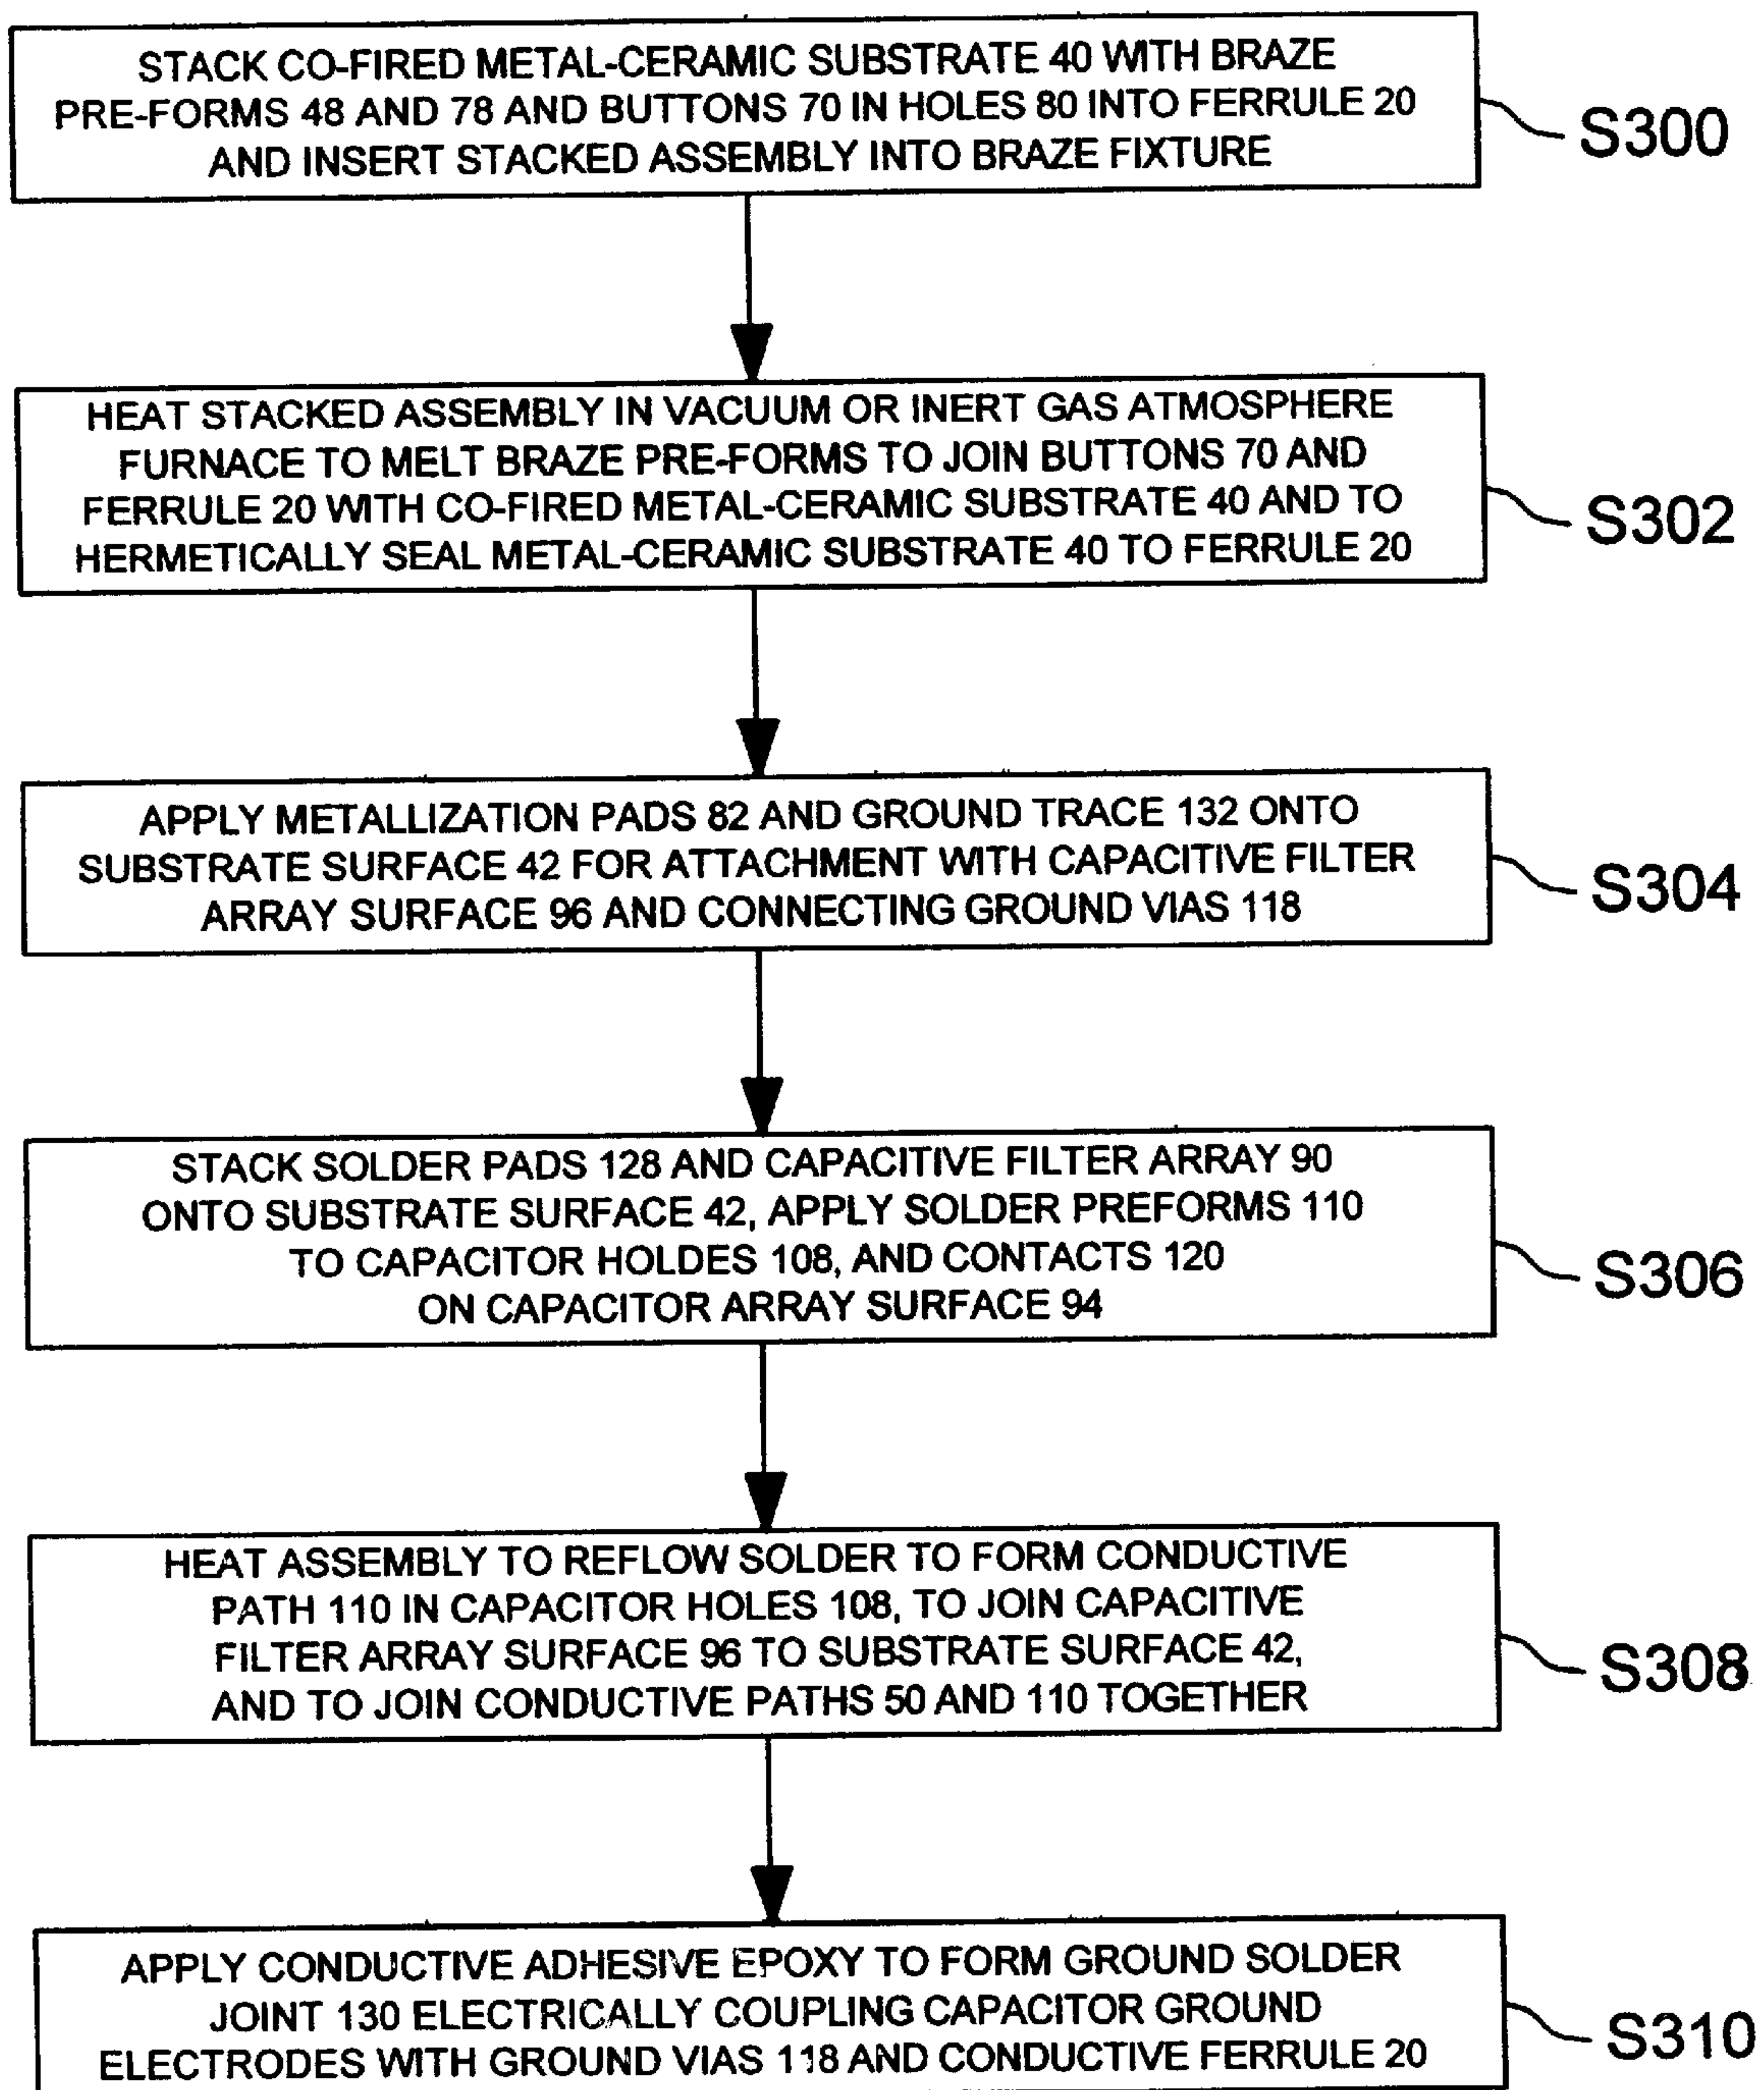 STACK CO-FIRED METAL-CERAMIC SUBSTRATE 40 WITH BRAZE
PRE-FORMS 48 AND 78 AND BUTTONS 70 IN HOLES 80 INTO FERRULE 20
AND INSERT STACKED ASSEMBLY INTO BRAZE FIXTURE
S300
HEAT STACKED ASSEMBLY IN VACUUM OR INERT GAS ATMOSPHERE
FURNACE TO MELT BRAZE PRE-FORMS TO JOIN BUTTONS 70 AND
FERRULE 20 WITH CO-FIRED METAL-CERAMIC SUBSTRATE 40 AND TO
HERMETICALLY SEAL METAL-CERAMIC SUBSTRATE 40 TO FERRULE 20
S302
APPLY METALLIZATION PADS 82 AND GROUND TRACE 132 ONTO
SUBSTRATE SURFACE 42 FOR ATTACHMENT WITH CAPACITIVE FILTER
ARRAY SURFACE 96 AND CONNECTING GROUND VIAS 118
S304
STACK SOLDER PADS 128 AND CAPACITIVE FILTER ARRAY 90
ONTO SUBSTRATE SURFACE 42, APPLY SOLDER PREFORMS 110
TO CAPACITOR HOLDES 108, AND CONTACTS 120
ON CAPACITOR ARRAY SURFACE 94
S306
HEAT ASSEMBLY TO REFLOW SOLDER TO FORM CONDUCTIVE
PATH 110 IN CAPACITOR HOLES 108, TO JOIN CAPACITIVE
FILTER ARRAY SURFACE 96 TO SUBSTRATE SURFACE 42,
AND TO JOIN CONDUCTIVE PATHS 50 AND 110 TOGETHER
S308
APPLY CONDUCTIVE ADHESIVE EPOXY TO FORM GROUND SOLDER
JOINT 130 ELECTRICALLY COUPLING CAPACITOR GROUND
ELECTRODES WITH GROUND VIAS 118 AND CONDUCTIVE FERRULE 20
S310